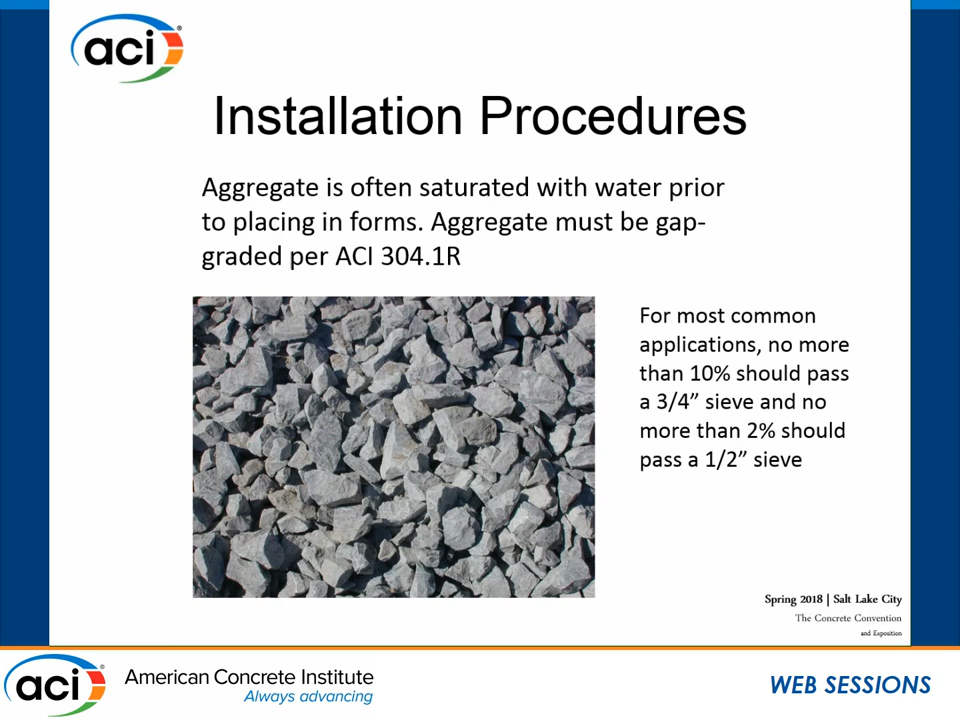 aci
Installation Procedures
Aggregate is often saturated with water prior
to placing in forms. Aggregate must be gap-
graded per ACI 304.1R
For most common
applications, no more
than 10% should pass
a 3/4” sieve and no
more than 2% should
pass a 1/2” sieve
Spring 2018 | Salt Lake City
The Concrete Convention
and Exposition
aci
American Concrete Institute
Always advancing
WEB SESSIONS